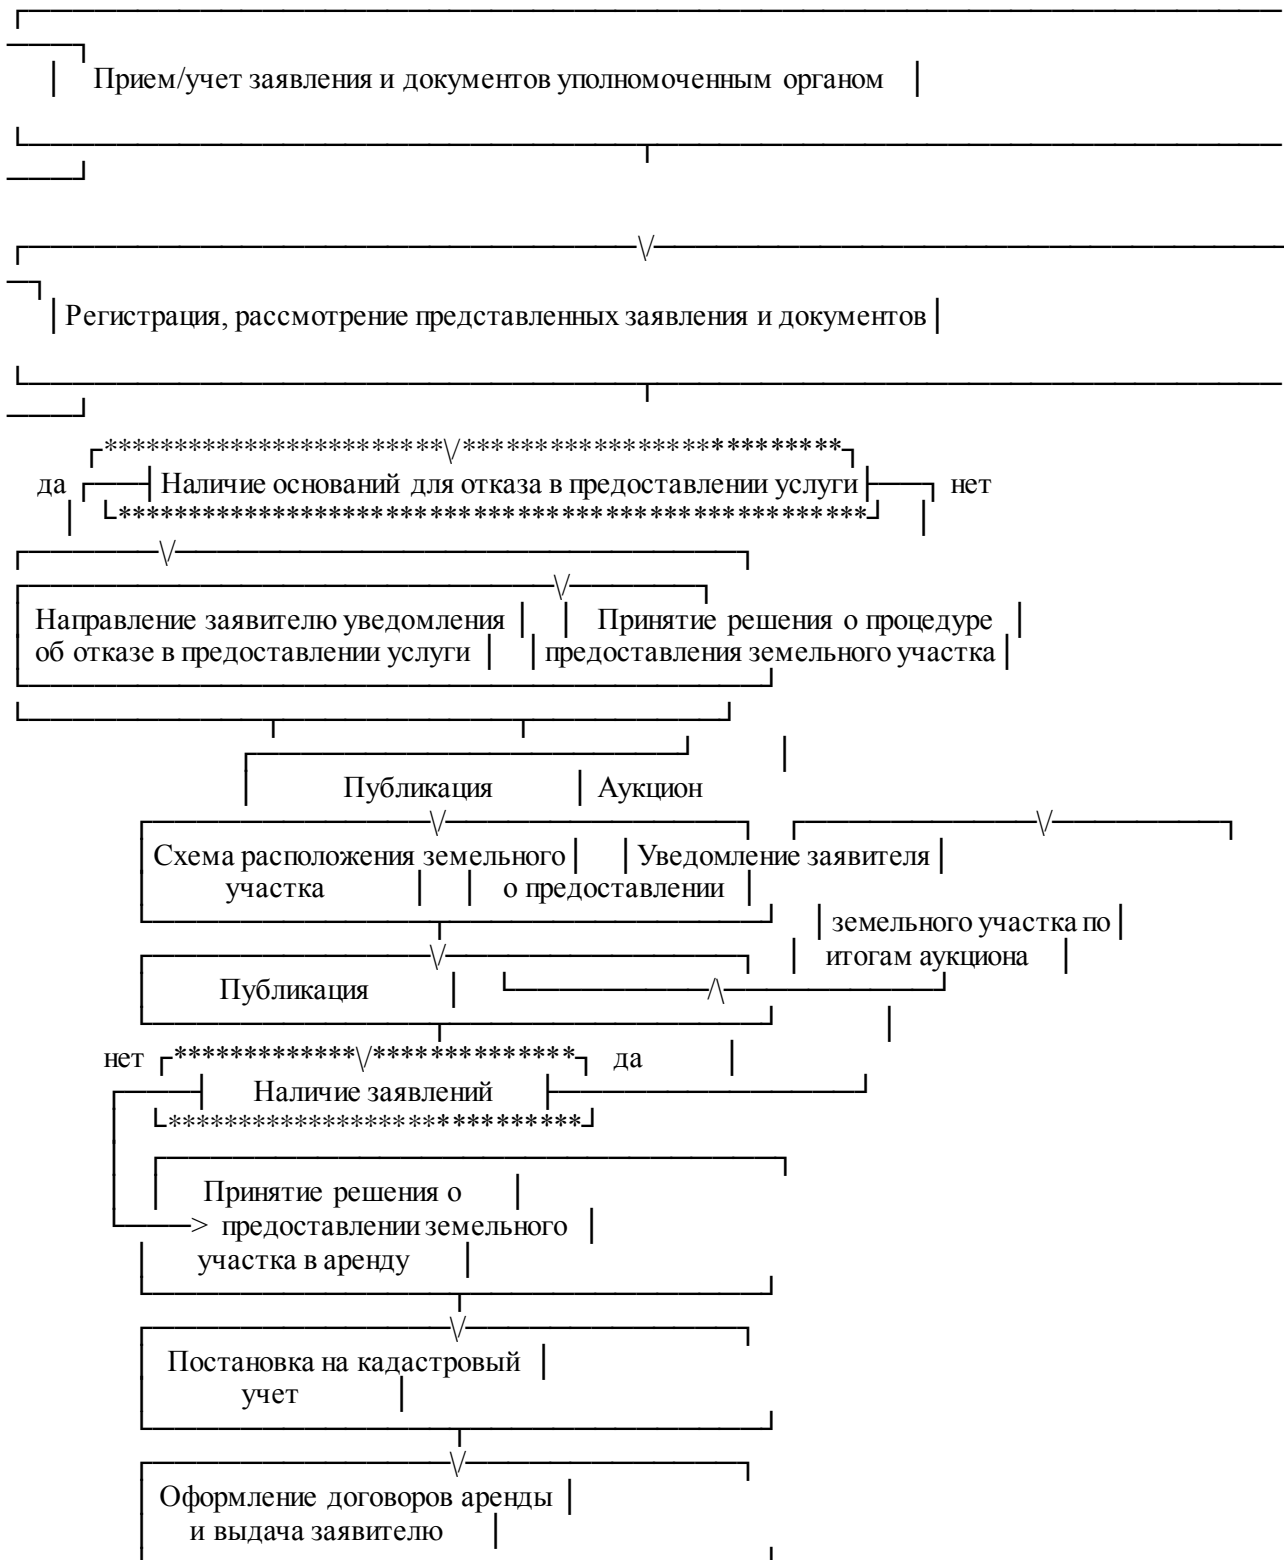 Прием/учет заявления и документов уполномоченным органом
Регистрация, рассмотрение представленных заявления и документов
да Наличие оснований для отказа в предоставлении услуги нет
Направление заявителю уведомления Принятие решения о процедуре
об отказе в предоставлении услуги предоставления земельного участка
Публикация Аукцион
Схема расположения земельного Уведомление заявителя
участка о предоставлении
земельного участка по
итогам аукциона
Публикация
нет да
Наличие заявлений
Принятие решения о
предоставлении земельного
участка в аренду
Постановка на кадастровый
учет
Оформление договоров аренды
и выдача заявителю